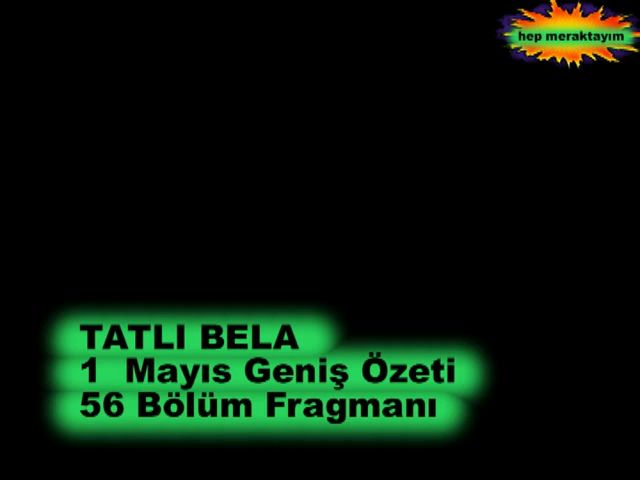 hep meraktayım
TATLI BELA
1 Mayıs Geniş Özeti
56 Bölüm Fragmanı